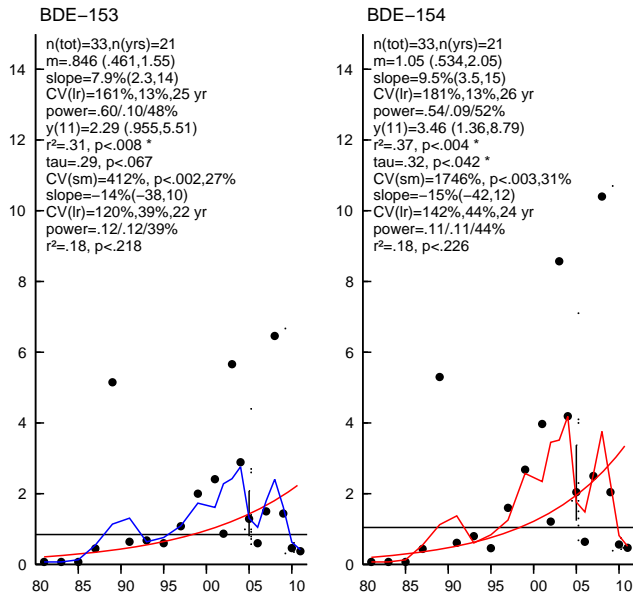 BDE−153
n(tot)=33,n(yrs)=21
m=.846 (.461,1.55)
slope=7.9%(2.3,14)
CV(lr)=161%,13%,25 yr
power=.60/.10/48%
y(11)=2.29 (.955,5.51)
r²=.31, p<.008 *
tau=.29, p<.067
CV(sm)=412%, p<.002,27%
slope=−14%(−38,10)
CV(lr)=120%,39%,22 yr
power=.12/.12/39%
r²=.18, p<.218
14
12
10
8
6
4
2
0
80 85 90 95 00 05 10
BDE−154
n(tot)=33,n(yrs)=21
m=1.05 (.534,2.05)
slope=9.5%(3.5,15)
CV(lr)=181%,13%,26 yr
power=.54/.09/52%
y(11)=3.46 (1.36,8.79)
r²=.37, p<.004 *
tau=.32, p<.042 *
CV(sm)=1746%, p<.003,31%
slope=−15%(−42,12)
CV(lr)=142%,44%,24 yr
power=.11/.11/44%
r²=.18, p<.226
14
12
10
8
6
4
2
0
80 85 90 95 00 05 10